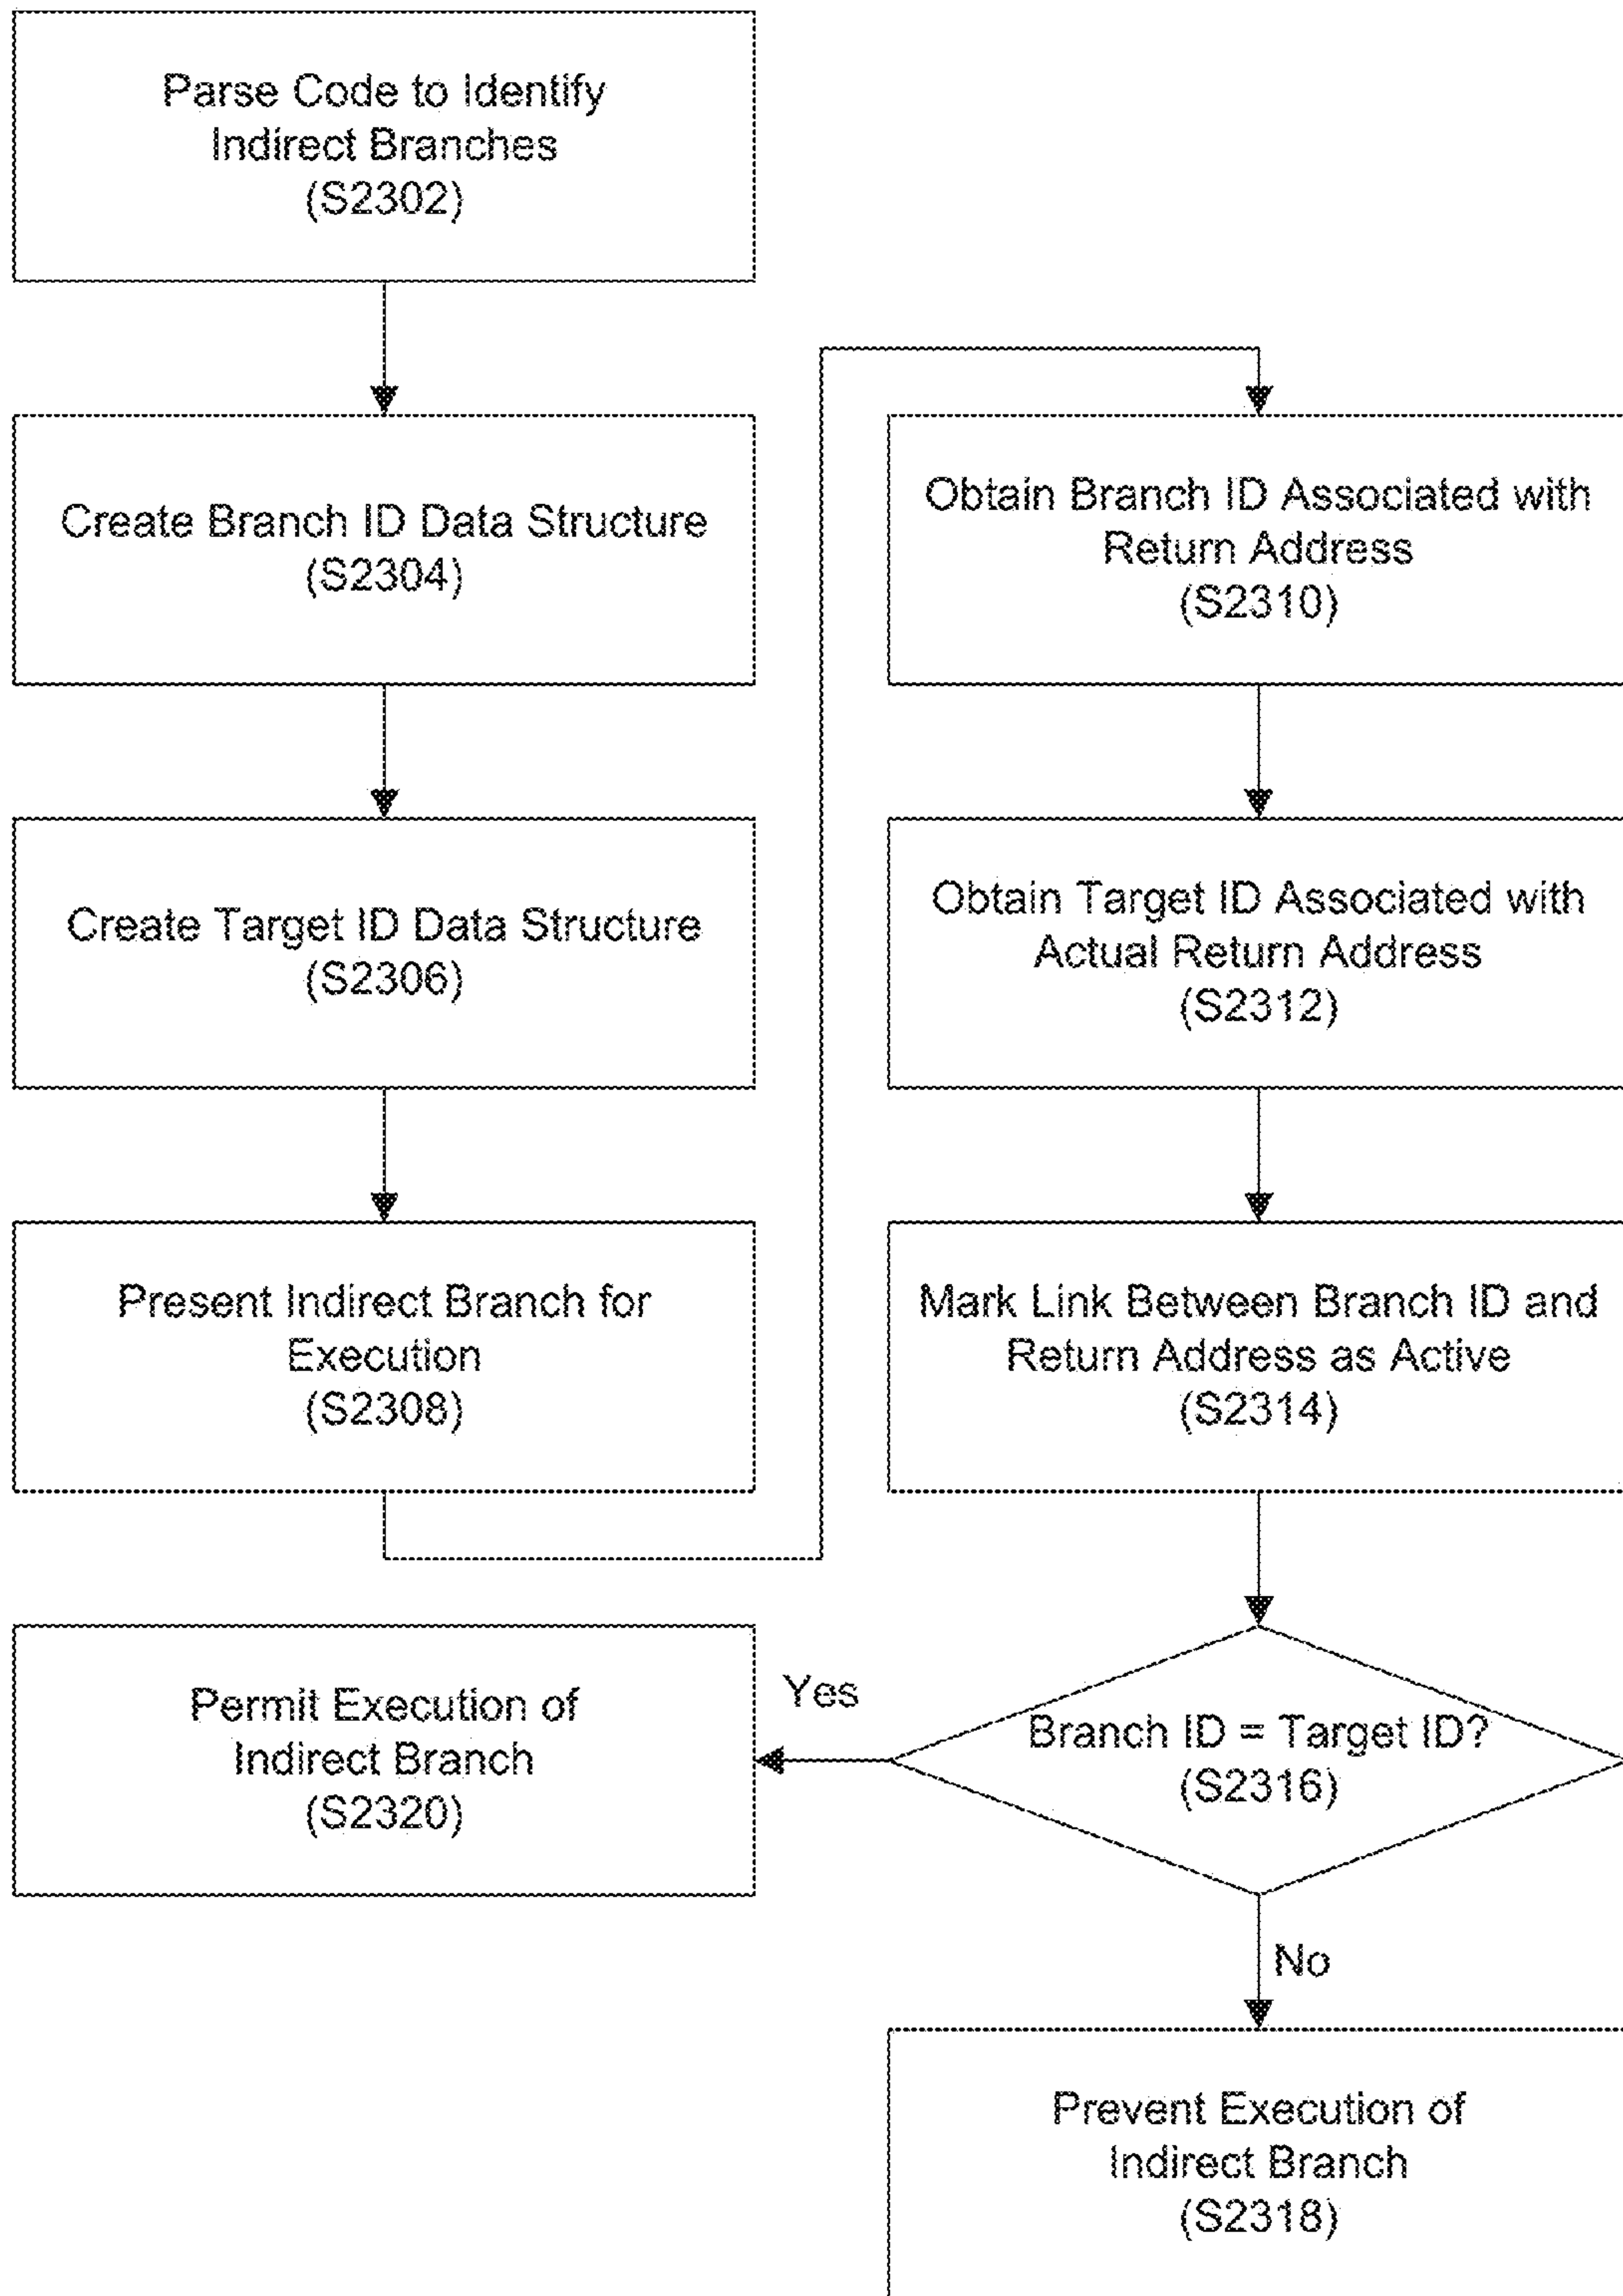 Parse Code to Identify
Indirect Branches
(S2302)
Create Branch ID Data Structure
(S2304)
Create Target ID Data Structure
(S2306)
Present Indirect Branch for
Execution
(S2308)
Obtain Branch ID Associated with
Return Address
(S2310)
Obtain Target ID Associated with
Actual Return Address
(S2312)
Mark Link Between Branch ID and
Return Address as Active
(S2314)
Branch ID = Target ID?
(S2316)
Yes
Permit Execution of
Indirect Branch
(S2320)
No
Prevent Execution of
Indirect Branch
(S2318)